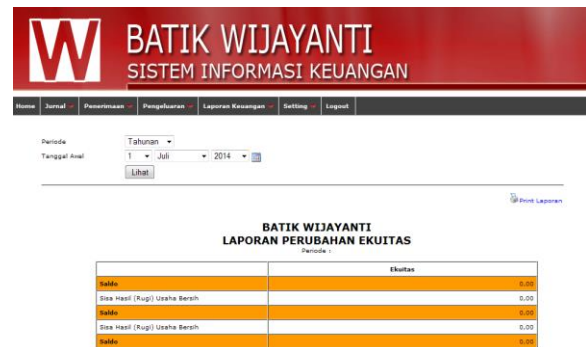 W
BATIK WIJAYANTI
SISTEM INFORMASI KEUANGAN
Home Jurnal Penerimaan Pengeluaran Laporan Keuangan Setting Logout
Periode Tahunan
Tanggal Awal 1 Juli 2014
Lihat
Print Laporan
BATIK WIJAYANTI
LAPORAN PERUBAHAN EKUITAS
Periode :
Ekuitas
Saldo 0.00
Sisa Hasil (Rugi) Usaha Bersih 0.00
Saldo 0.00
Sisa Hasil (Rugi) Usaha Bersih 0.00
Saldo 0.00